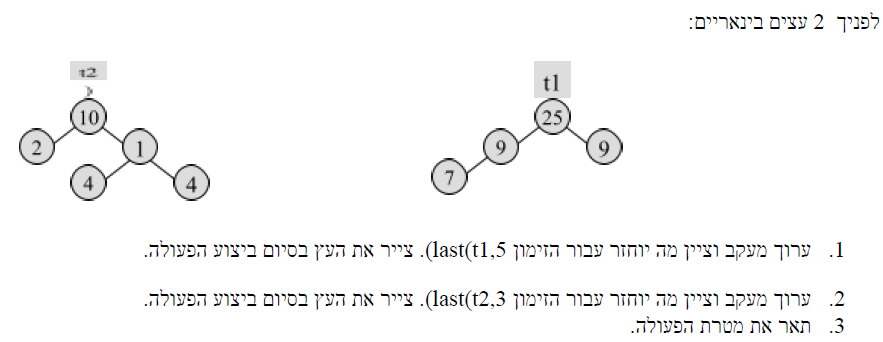 לפניך 2 עצים בינאריים:
t2
t1
10
25
2
1
9
9
4
4
7
1. ערוך מעקב וציין מה יוחזר עבור הזימון last(t1,5). צייר את העץ בסיום ביצוע הפעולה.
2. ערוך מעקב וציין מה יוחזר עבור הזימון last(t2,3). צייר את העץ בסיום ביצוע הפעולה.
3. תאר את מטרת הפעולה.